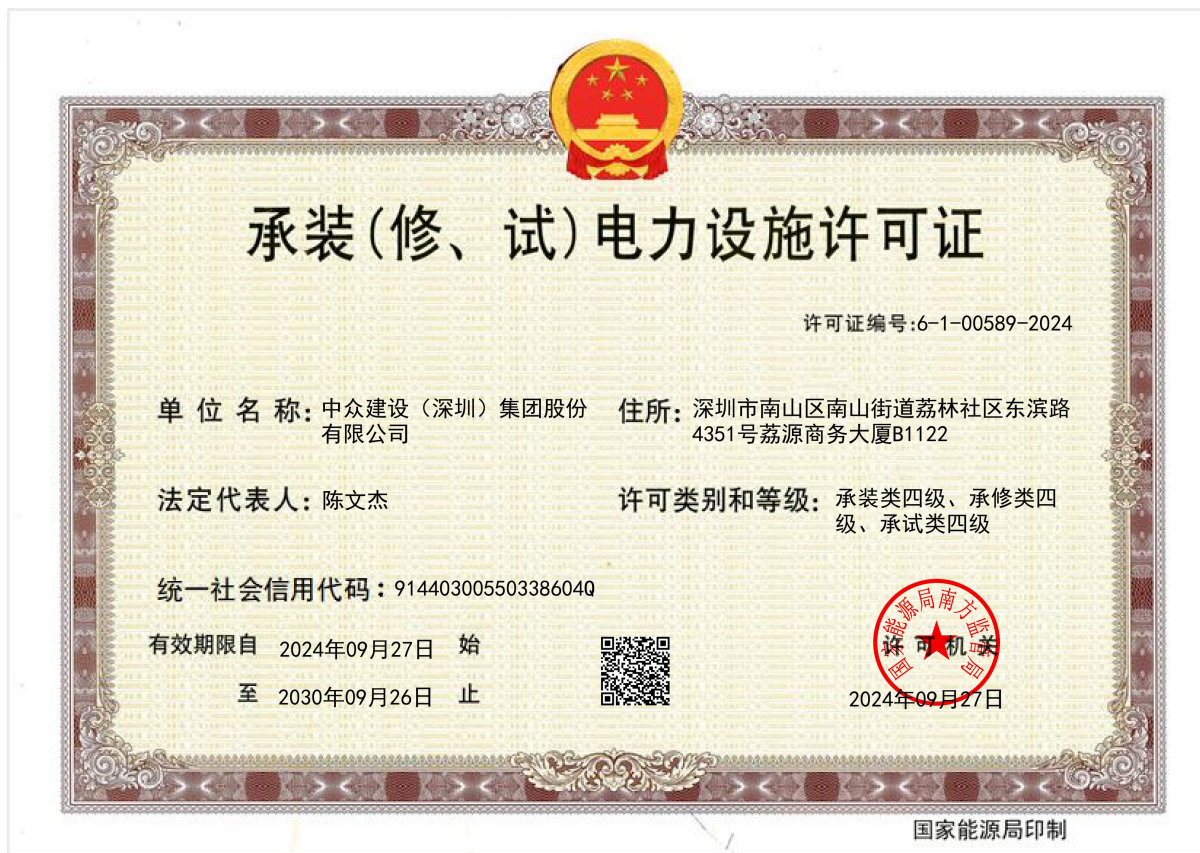 承装(修、试)电力设施许可证
许可证编号:6-1-00589-2024
单位名称: 中众建设（深圳）集团股份
有限公司
住所: 深圳市南山区南山街道荔林社区东滨路
4351号荔源商务大厦B1122
法定代表人: 陈文杰
许可类别和等级: 承装类四级、承修类四
级、承试类四级
统一社会信用代码: 91440300550338604Q
有效期限自 2024年09月27日 始
至 2030年09月26日 止
国家能源局南方监管局
许可机关
2024年09月27日
国家能源局印制